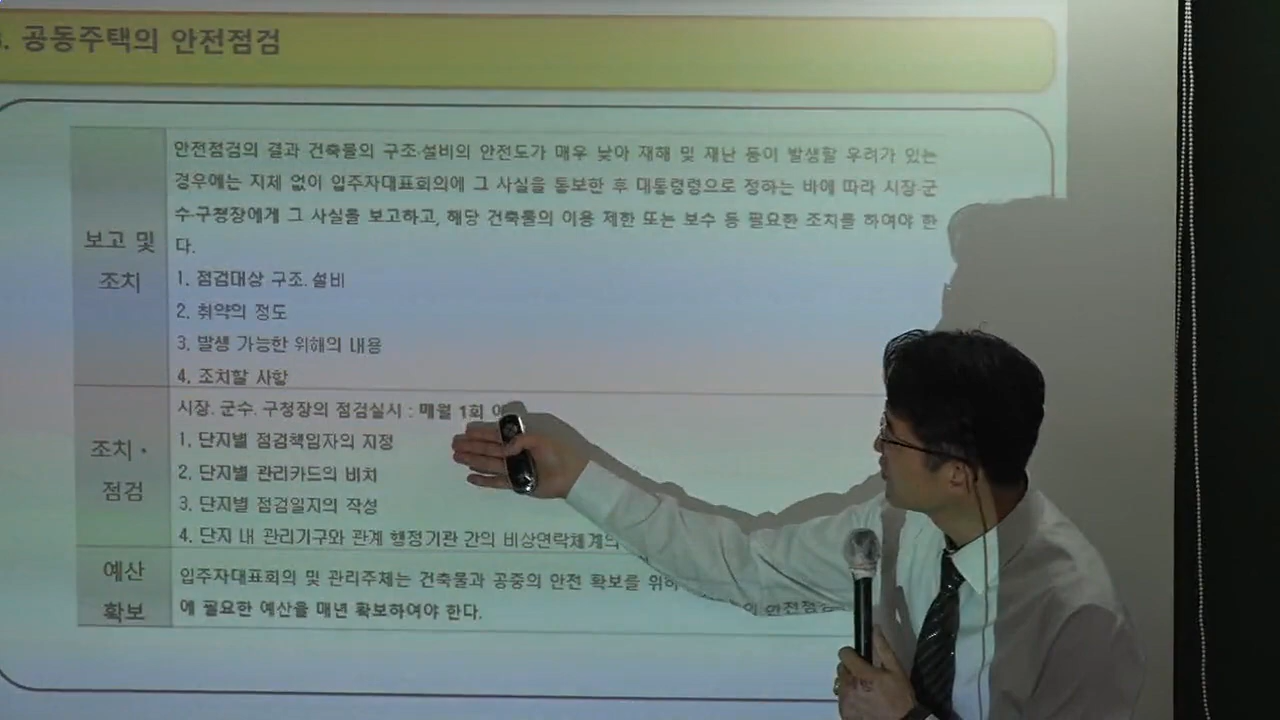 . 공동주택의 안전점검
안전점검의 결과 건축물의 구조·설비의 안전도가 매우 낮아 재해 및 재난 등이 발생할 우려가 있는
경우에는 지체 없이 입주자대표회의에 그 사실을 통보한 후 대통령령으로 정하는 바에 따라 시장·군
수·구청장에게 그 사실을 보고하고, 해당 건축물의 이용 제한 또는 보수 등 필요한 조치를 하여야 한
다.
보고 및
조치
1. 점검대상 구조. 설비
2. 취약의 정도
3. 발생 가능한 위해의 내용
4. 조치할 사항
시장. 군수. 구청장의 점검실시 : 매월 1회
조치·
점검
1. 단지별 점검책임자의 지정
2. 단지별 관리카드의 비치
3. 단지별 점검일지의 작성
4. 단지 내 관리기구와 관계 행정기관 간의 비상연락체계의
예산
확보
입주자대표회의 및 관리주체는 건축물과 공중의 안전 확보를 위하 의 안전점검
에 필요한 예산을 매년 확보하여야 한다.